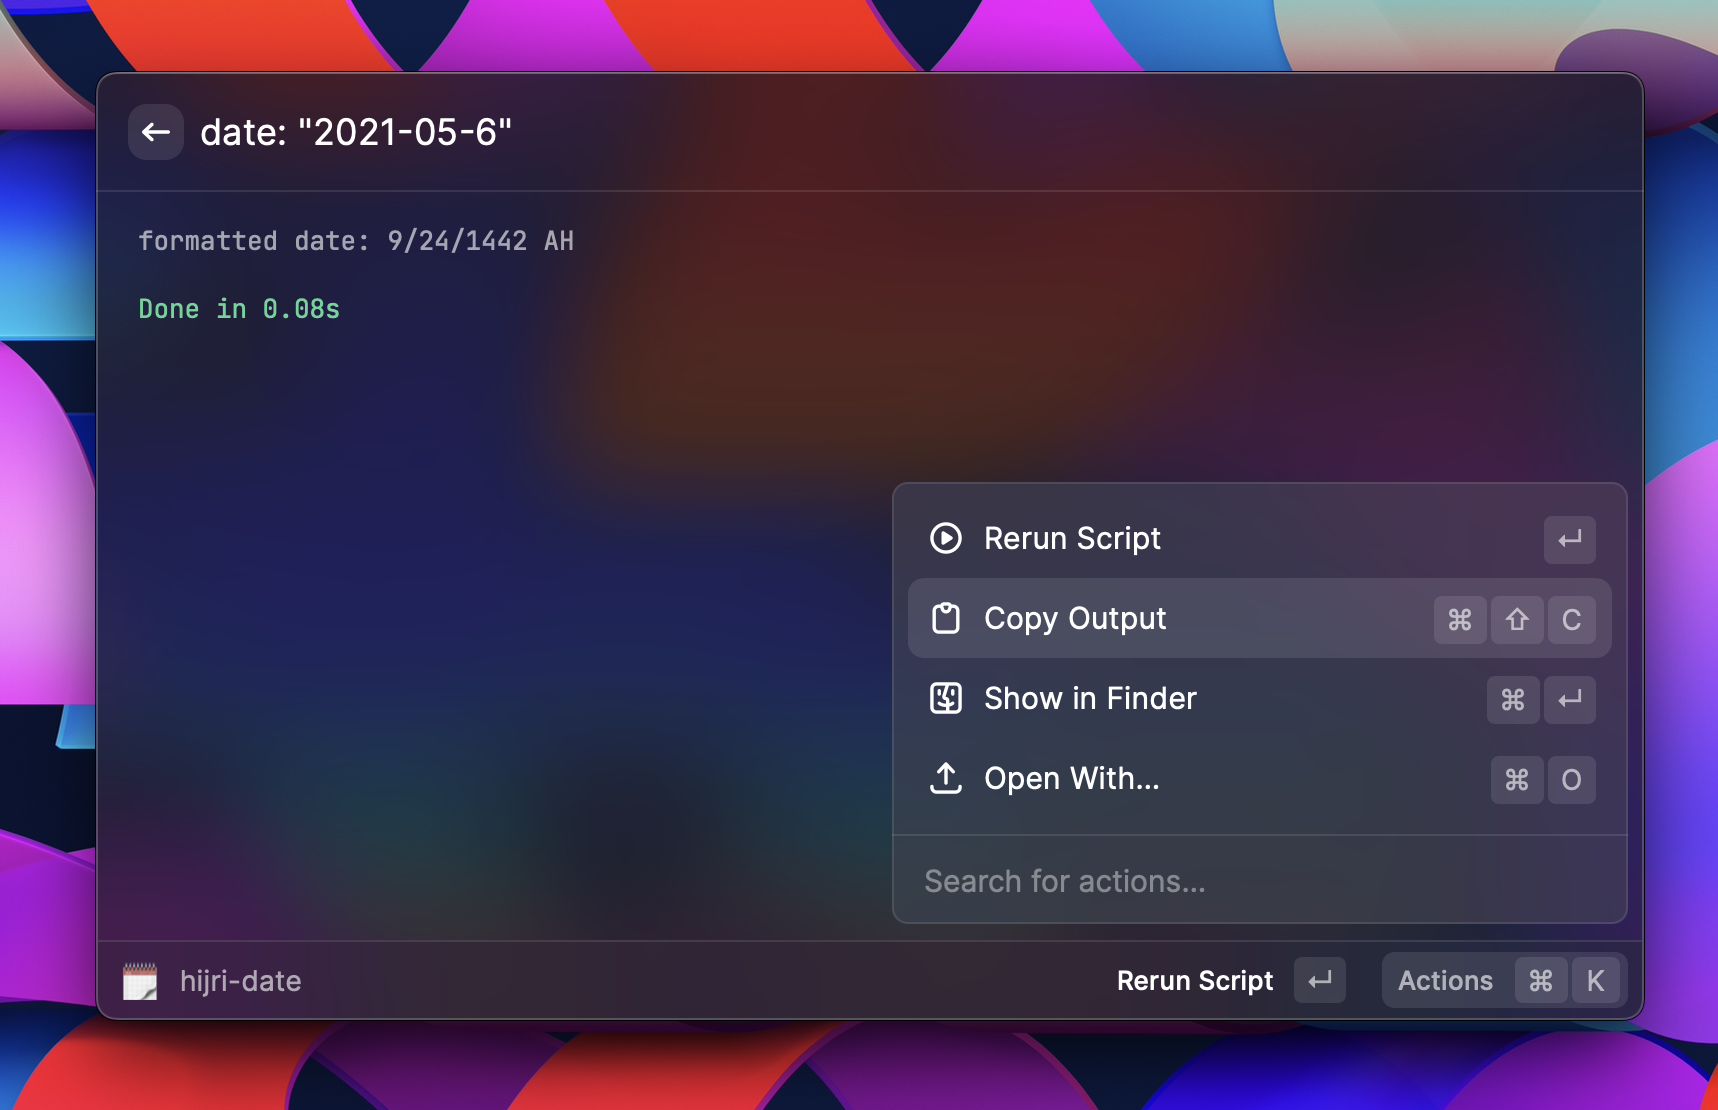 date: "2021-05-6"
formatted date: 9/24/1442 AH
Done in 0.08s
Rerun Script ↵
Copy Output ⌘ ⇧ C
Show in Finder ⌘ ↵
Open With... ⌘ O
Search for actions...
hijri-date Rerun Script ↵ Actions ⌘ K